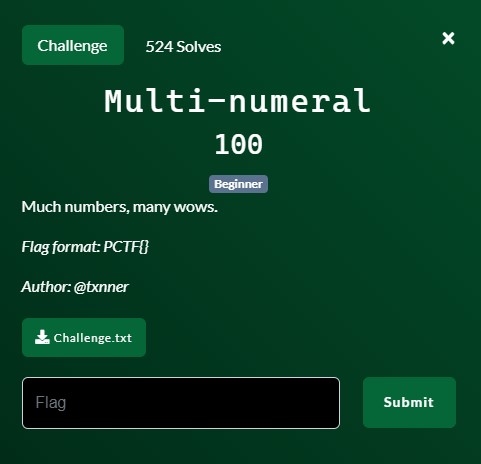 Challenge 524 Solves ×
Multi-numeral
100
Beginner
Much numbers, many wows.
Flag format: PCTF{}
Author: @txnner
Challenge.txt
Flag Submit